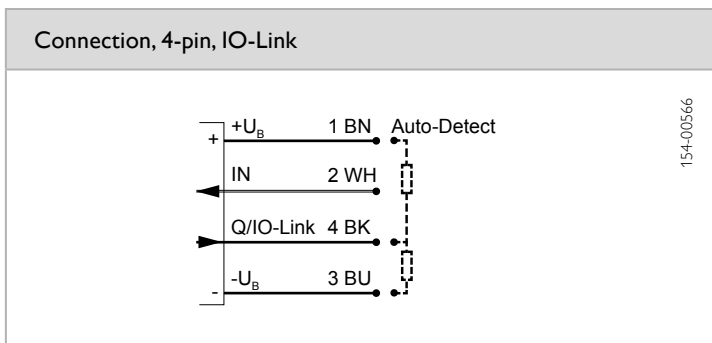 Connection, 4-pin, IO-Link
+U_B 1 BN Auto-Detect
+
IN 2 WH
Q/IO-Link 4 BK
-U_B 3 BU
-
154-00566